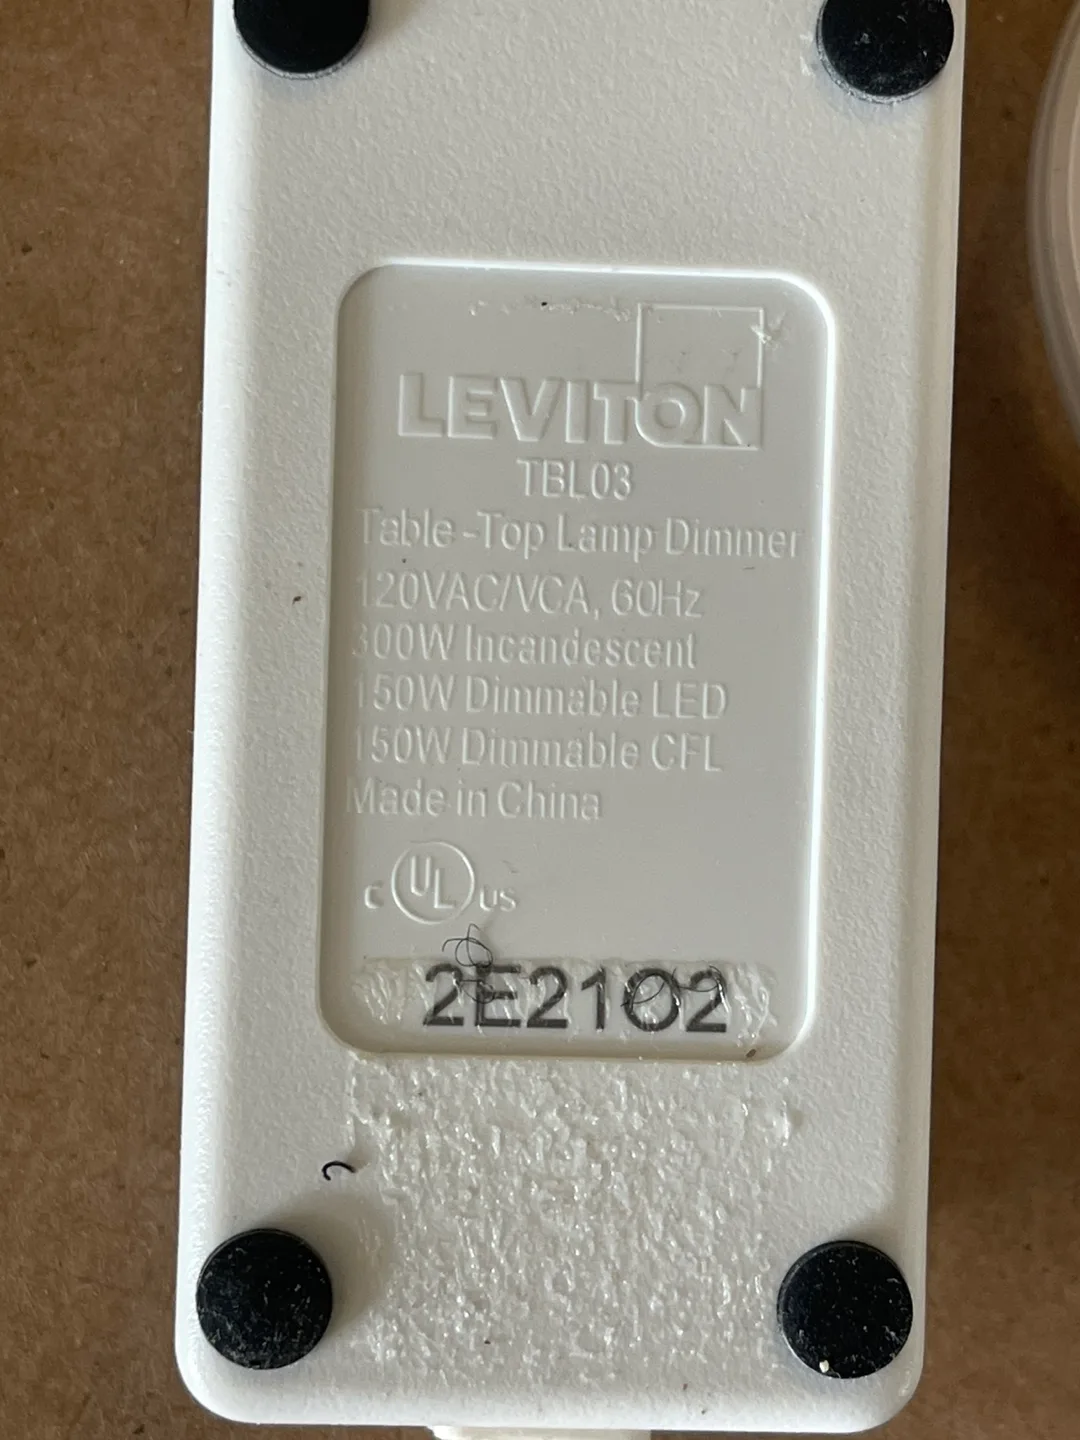 LEVITON
TBL03
Table-Top Lamp Dimmer
120VAC/VCA, 60Hz
300W Incandescent
150W Dimmable LED
150W Dimmable CFL
Made in China
C UL US
2E2102